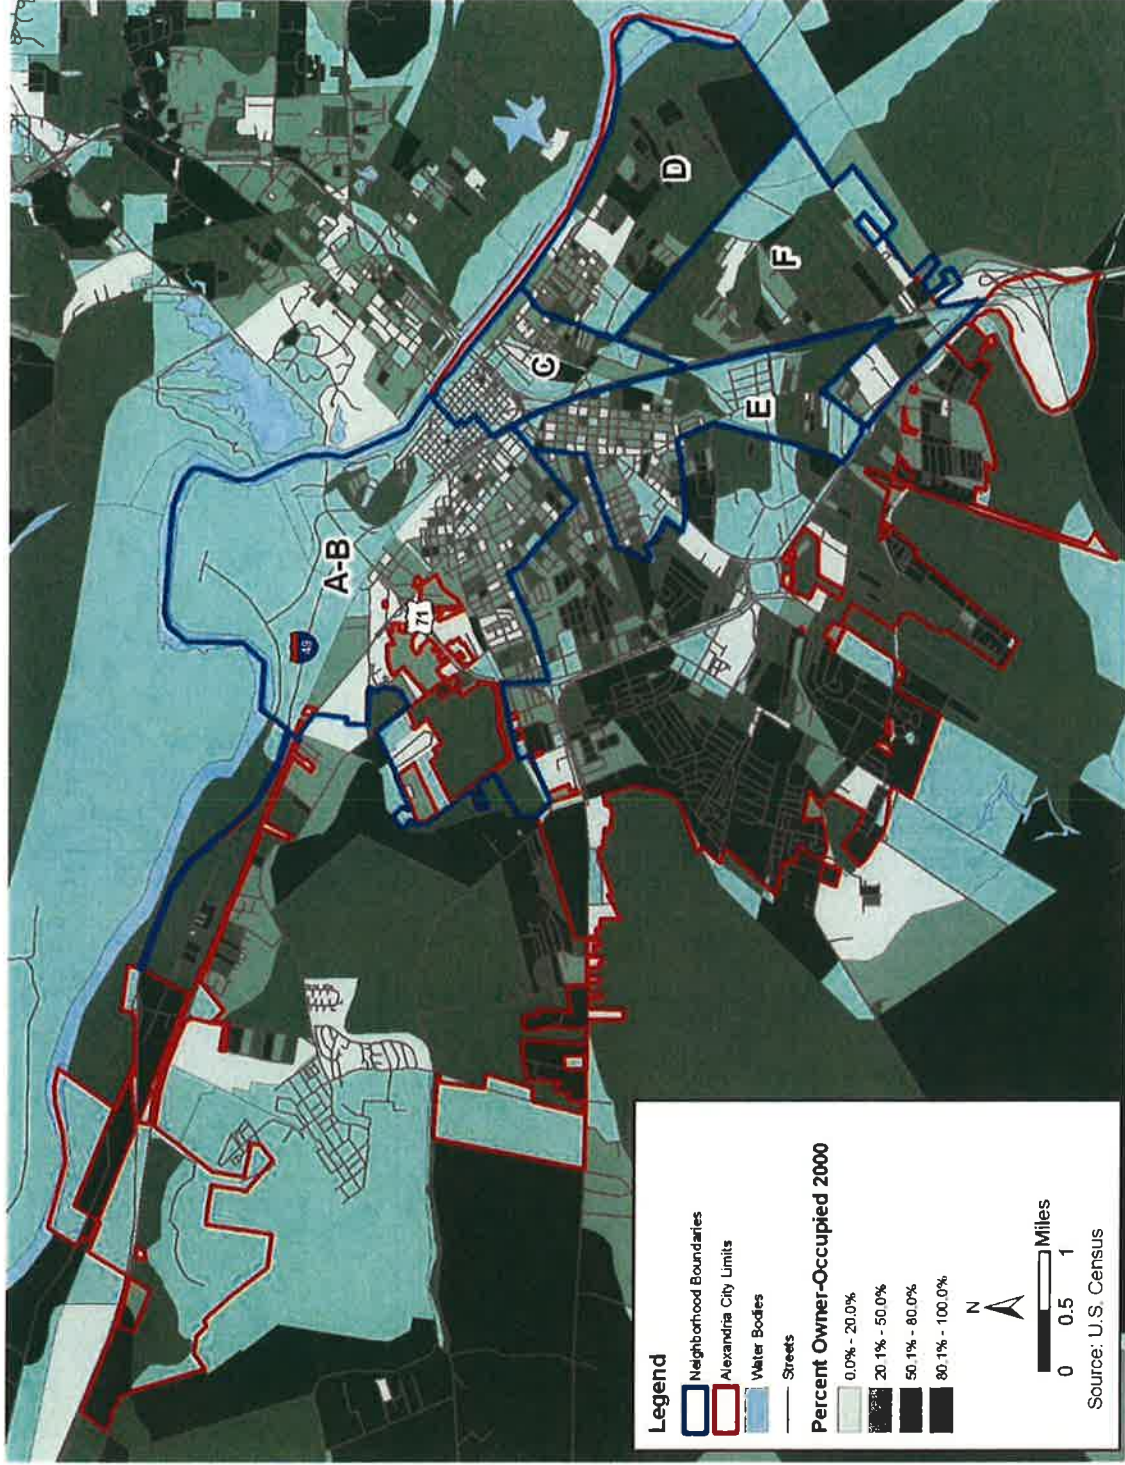 A-B
49
71
C
D
E
F
Legend
Neighborhood Boundaries
Alexandria City Limits
Water Bodies
Streets
Percent Owner-Occupied 2000
0.0% - 20.0%
20.1% - 50.0%
50.1% - 80.0%
80.1% - 100.0%
N
0 0.5 1 Miles
Source: U.S. Census